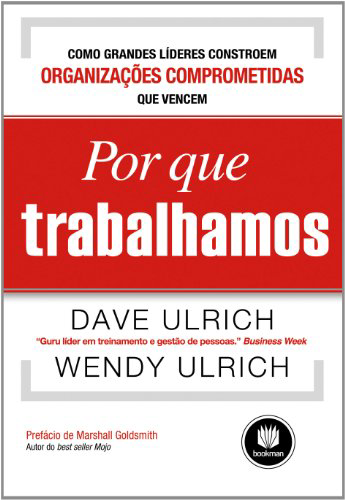 COMO GRANDES LÍDERES CONSTROEM
ORGANIZAÇÕES COMPROMETIDAS
QUE VENCEM
Por que
trabalhamos
DAVE ULRICH
“Guru líder em treinamento e gestão de pessoas.” Business Week
WENDY ULRICH
Prefácio de Marshall Goldsmith
Autor do best seller Mojo
bookman